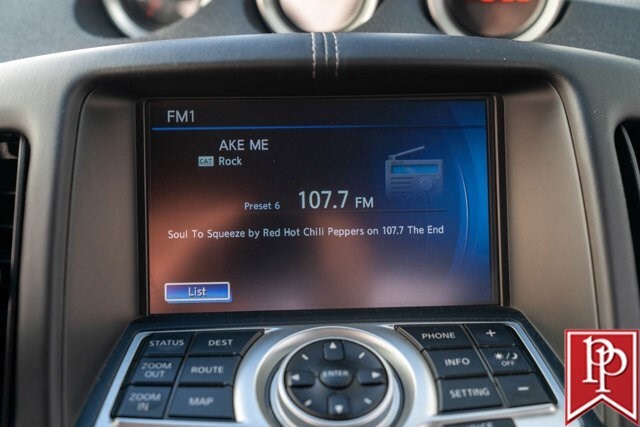 FM1
AKE ME
CAT Rock
Preset 6 107.7 FM
Soul To Squeeze by Red Hot Chili Peppers on 107.7 The End
List
STATUS DEST
ZOOM OUT ROUTE
ZOOM IN MAP
ENTER
PHONE +
INFO OFF
SETTING −
PP